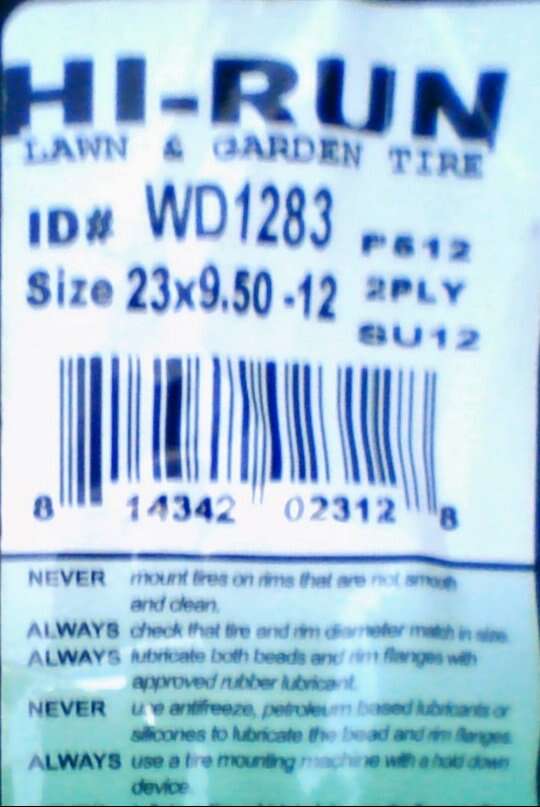 HI-RUN
LAWN & GARDEN TIRE
ID# WD1283 P512
Size 23x9.50 -12 2PLY
SU12
8 14342 02312 8
NEVER mount tires on rims that are not smooth
and clean.
ALWAYS check that tire and rim diameter match in size.
ALWAYS lubricate both beads and rim flanges with
approved rubber lubricant.
NEVER use antifreeze, petroleum based lubricants or
silicones to lubricate the bead and rim flanges.
ALWAYS use a tire mounting machine with a hold down
device.